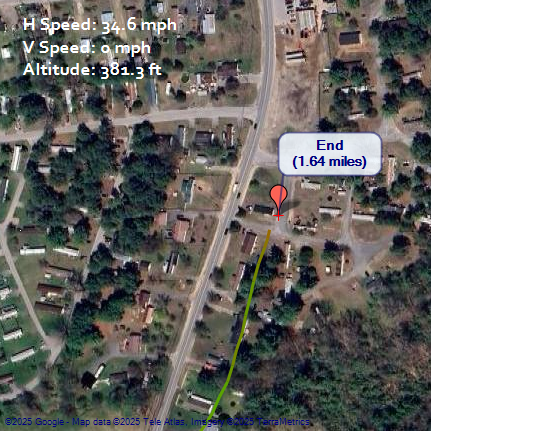 H Speed: 34.6 mph
V Speed: 0 mph
Altitude: 381.3 ft
End
(1.64 miles)
©2025 Google - Map data ©2025 Tele Atlas, Imagery ©2025 TerraMetrics